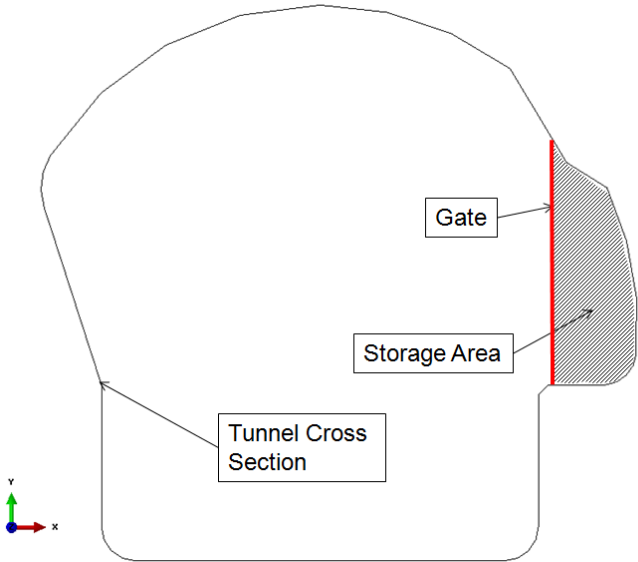 Gate
Storage Area
Tunnel Cross
Section
Y
X